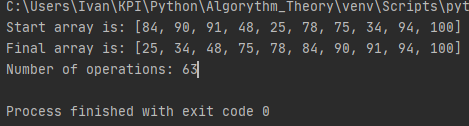 C:\Users\Ivan\KPI\Python\Algorythm_Theory\venv\Scripts\pyt
Start array is: [84, 90, 91, 48, 25, 78, 75, 34, 94, 100]
Final array is: [25, 34, 48, 75, 78, 84, 90, 91, 94, 100]
Number of operations: 63
Process finished with exit code 0